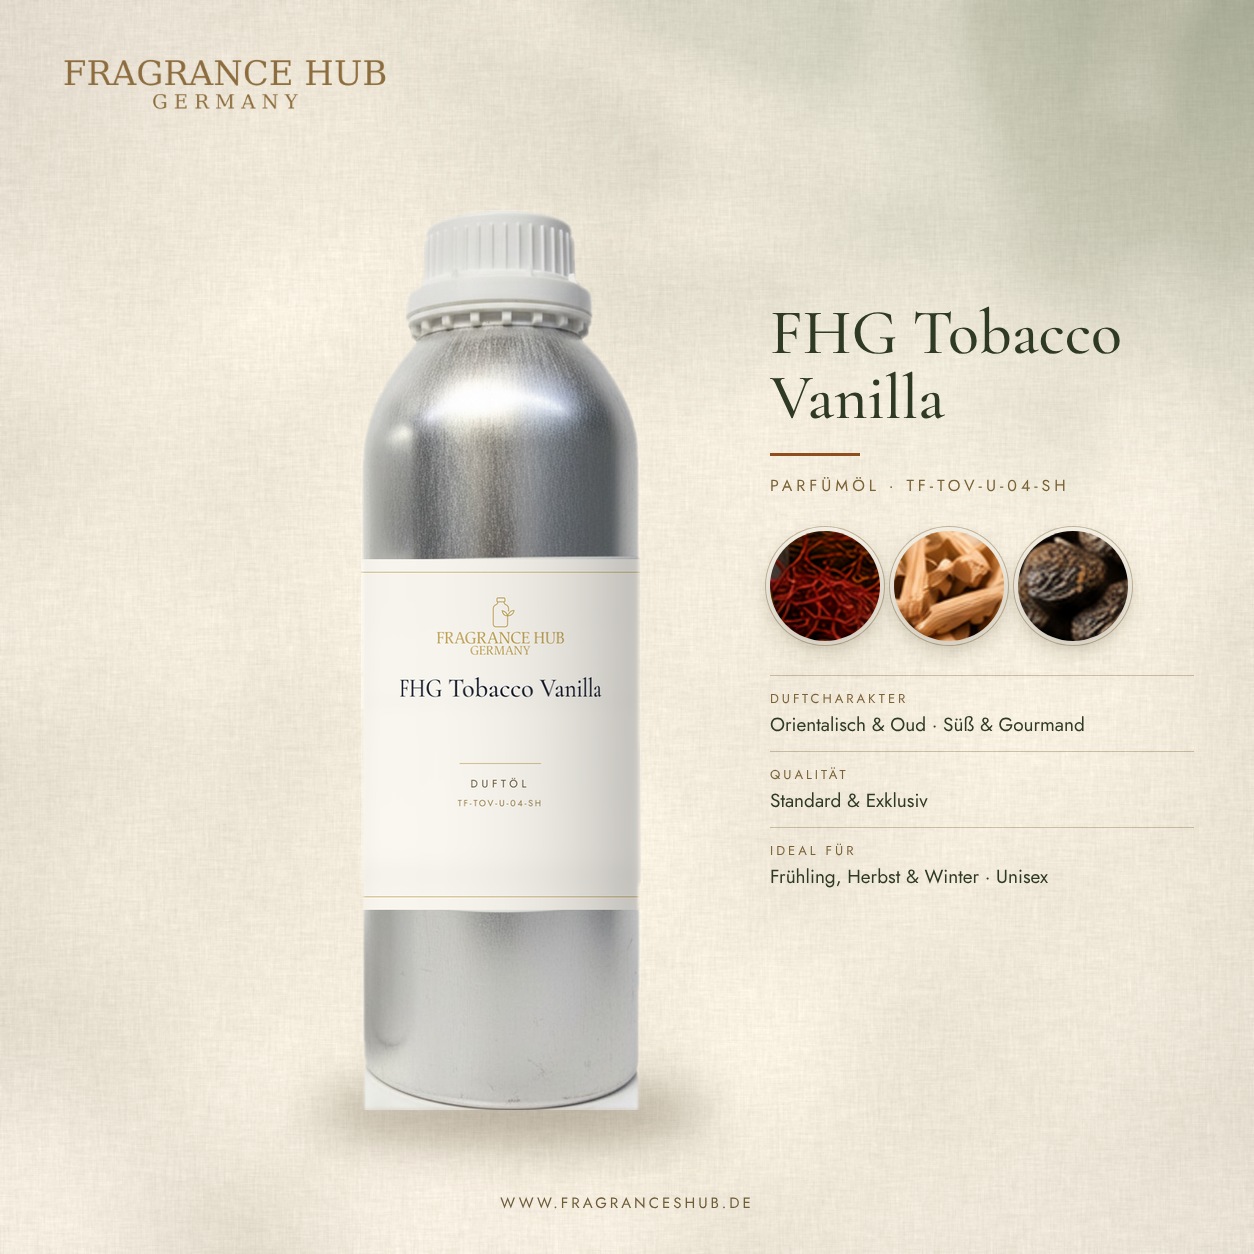 FRAGRANCE HUB
GERMANY
FHG Tobacco
Vanilla
PARFÜMÖL · TF-TOV-U-04-SH
DUFTCHARAKTER
Orientalisch & Oud · Süß & Gourmand
QUALITÄT
Standard & Exklusiv
IDEAL FÜR
Frühling, Herbst & Winter · Unisex
FRAGRANCE HUB
GERMANY
FHG Tobacco Vanilla
DUFTÖL
TF-TOV-U-04-SH
WWW.FRAGRANCESHUB.DE